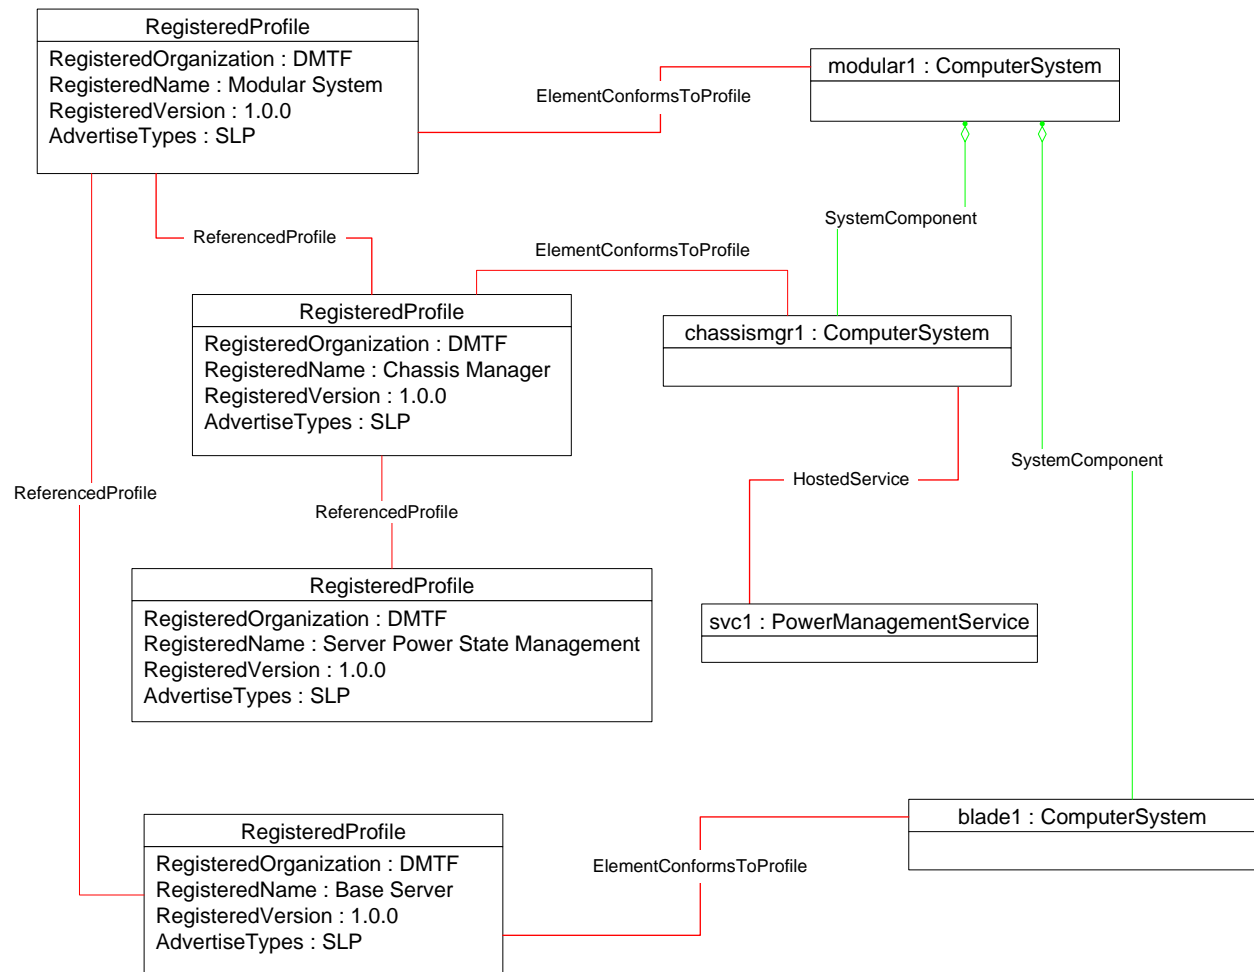 RegisteredProfile
RegisteredOrganization : DMTF
RegisteredName : Modular System
RegisteredVersion : 1.0.0
AdvertiseTypes : SLP
ElementConformsToProfile
modular1 : ComputerSystem
SystemComponent
ReferencedProfile
ElementConformsToProfile
RegisteredProfile
RegisteredOrganization : DMTF
RegisteredName : Chassis Manager
RegisteredVersion : 1.0.0
AdvertiseTypes : SLP
chassismgr1 : ComputerSystem
SystemComponent
HostedService
ReferencedProfile
ReferencedProfile
RegisteredProfile
RegisteredOrganization : DMTF
RegisteredName : Server Power State Management
RegisteredVersion : 1.0.0
AdvertiseTypes : SLP
svc1 : PowerManagementService
blade1 : ComputerSystem
RegisteredProfile
RegisteredOrganization : DMTF
RegisteredName : Base Server
RegisteredVersion : 1.0.0
AdvertiseTypes : SLP
ElementConformsToProfile